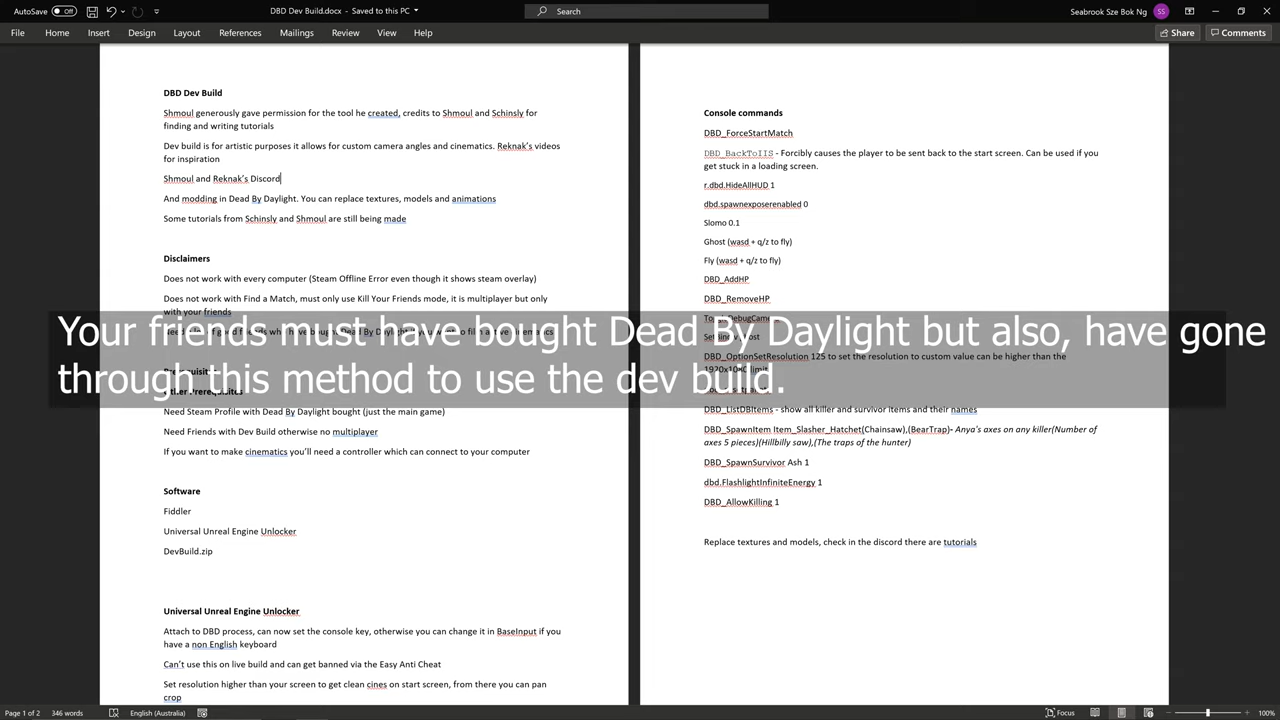 AutoSave Off
DBD Dev Build.docx - Saved to this PC
Search
Seabrook Sze Bok Ng SS
File Home Insert Design Layout References Mailings Review View Help
Share Comments
DBD Dev Build
Shmoul generously gave permission for the tool he created, credits to Shmoul and Schinsly for
finding and writing tutorials
Dev build is for artistic purposes it allows for custom camera angles and cinematics. Reknak's videos
for inspiration
Shmoul and Reknak's Discord
And modding in Dead By Daylight. You can replace textures, models and animations
Some tutorials from Schinsly and Shmoul are still being made
Disclaimers
Does not work with every computer (Steam Offline Error even though it shows steam overlay)
Does not work with Find a Match, must only use Kill Your Friends mode, it is multiplayer but only
with your friends
Your friends must have bought Dead By Daylight but also, have gone
through this method to use the dev build.
Other Prerequisites
Need Steam Profile with Dead By Daylight bought (just the main game)
Need Friends with Dev Build otherwise no multiplayer
If you want to make cinematics you'll need a controller which can connect to your computer
Software
Fiddler
Universal Unreal Engine Unlocker
DevBuild.zip
Universal Unreal Engine Unlocker
Attach to DBD process, can now set the console key, otherwise you can change it in BaseInput if you
have a non English keyboard
Can't use this on live build and can get banned via the Easy Anti Cheat
Set resolution higher than your screen to get clean cines on start screen, from there you can pan
crop
Console commands
DBD_ForceStartMatch
DBD_BackToIIS - Forcibly causes the player to be sent back to the start screen. Can be used if you
get stuck in a loading screen.
r.dbd.HideAllHUD 1
dbd.spawnexposerenabled 0
Slomo 0.1
Ghost (wasd + q/z to fly)
Fly (wasd + q/z to fly)
DBD_AddHP
DBD_RemoveHP
DBD_OptionSetResolution 125 to set the resolution to custom value can be higher than the
1920x1080 limit
DBD_ListDBItems - show all killer and survivor items and their names
DBD_SpawnItem Item_Slasher_Hatchet(Chainsaw),(BearTrap)- Anya's axes on any killer(Number of
axes 5 pieces)(Hillbilly saw),(The traps of the hunter)
DBD_SpawnSurvivor Ash 1
dbd.FlashlightInfiniteEnergy 1
DBD_AllowKilling 1
Replace textures and models, check in the discord there are tutorials
Page 1 of 2 346 words English (Australia) Focus 100%